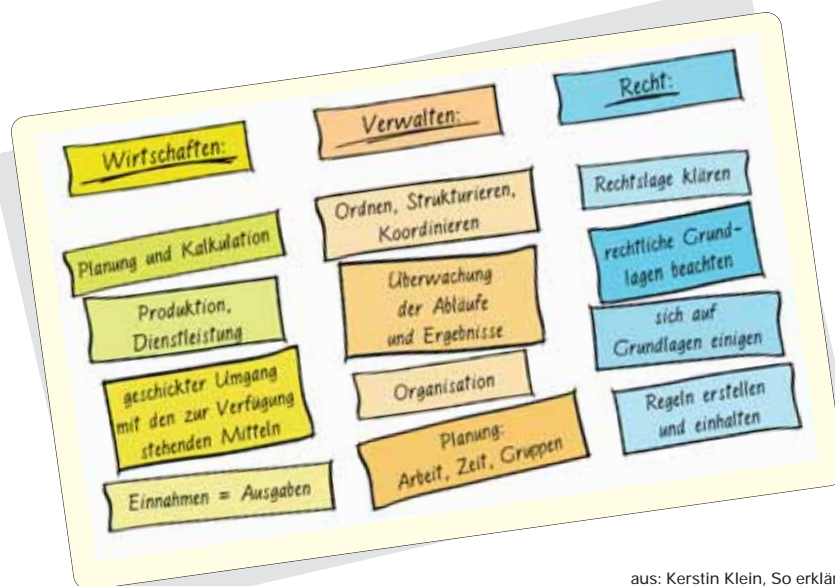 Wirtschaften:
Planung und Kalkulation
Produktion,
Dienstleistung
geschickter Umgang
mit den zur Verfügung
stehenden Mitteln
Einnahmen = Ausgaben
Verwalten:
Ordnen, Strukturieren,
Koordinieren
Überwachung
der Abläufe
und Ergebnisse
Organisation
Planung:
Arbeit, Zeit, Gruppen
Recht:
Rechtslage klären
rechtliche Grund-
lagen beachten
sich auf
Grundlagen einigen
Regeln erstellen
und einhalten
aus: Kerstin Klein, So erklär